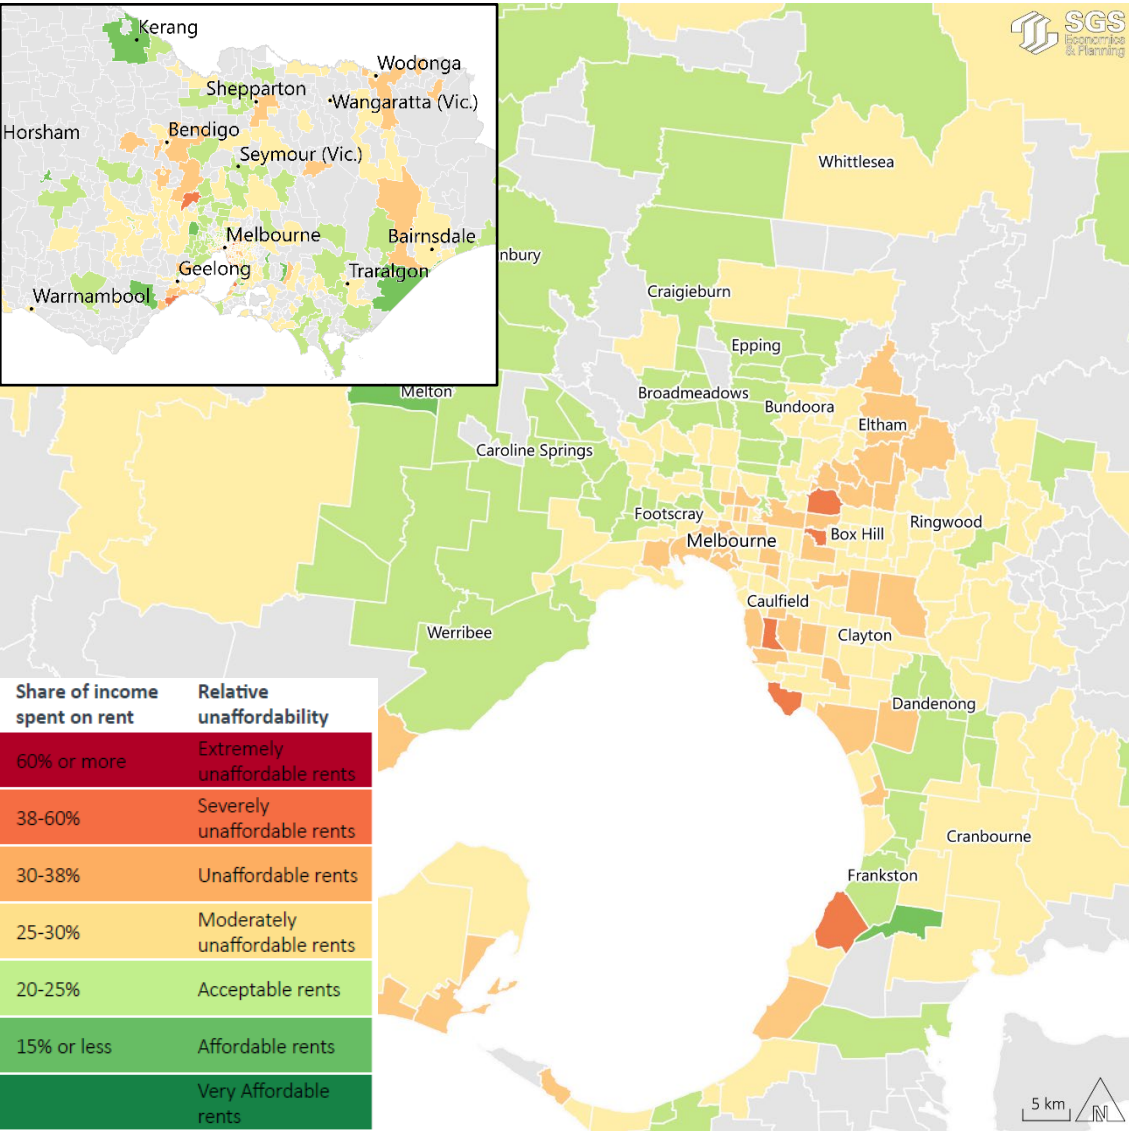 Kerang
Wodonga
Shepparton
Wangaratta (Vic.)
Horsham
Bendigo
Seymour (Vic.)
Melbourne
Bairnsdale
Geelong
Traralgon
Warrnambool
SGS
Economics
& Planning
Whittlesea
nbury
Craigieburn
Epping
Melton
Broadmeadows
Bundoora
Eltham
Caroline Springs
Footscray
Ringwood
Box Hill
Melbourne
Caulfield
Werribee
Clayton
Dandenong
Cranbourne
Frankston
Share of income
spent on rent
Relative
unaffordability
60% or more
Extremely
unaffordable rents
38-60%
Severely
unaffordable rents
30-38%
Unaffordable rents
25-30%
Moderately
unaffordable rents
20-25%
Acceptable rents
15% or less
Affordable rents
Very Affordable
rents
5 km
N